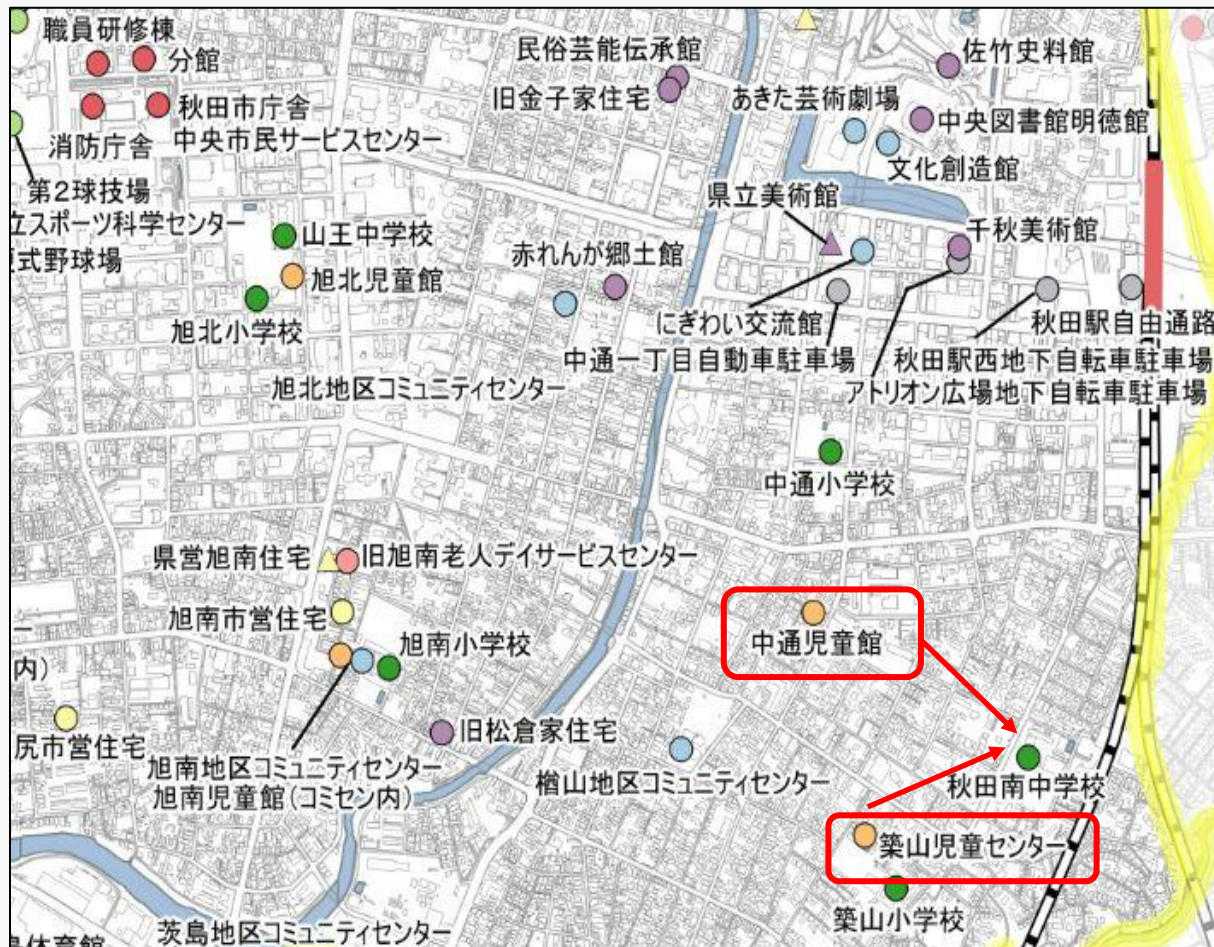 職員研修棟
分館
民俗芸能伝承館
佐竹史料館
旧金子家住宅
あきた芸術劇場
秋田市庁舎
中央図書館明徳館
消防庁舎
中央市民サービスセンター
文化創造館
第2球技場
県立美術館
立スポーツ科学センター
山王中学校
千秋美術館
赤れんが郷土館
式野球場
旭北児童館
旭北小学校
にぎわい交流館
秋田駅自由通路
中通一丁目自動車駐車場
秋田駅西地下自転車駐車場
旭北地区コミュニティセンター
アトリオン広場地下自転車駐車場
中通小学校
県営旭南住宅
旧旭南老人デイサービスセンター
旭南市営住宅
中通児童館
旭南小学校
内)
旧松倉家住宅
尻市営住宅
旭南地区コミュニティセンター
楢山地区コミュニティセンター
秋田南中学校
旭南児童館(コミセン内)
築山児童センター
築山小学校
茨島地区コミュニティセンター
体育館